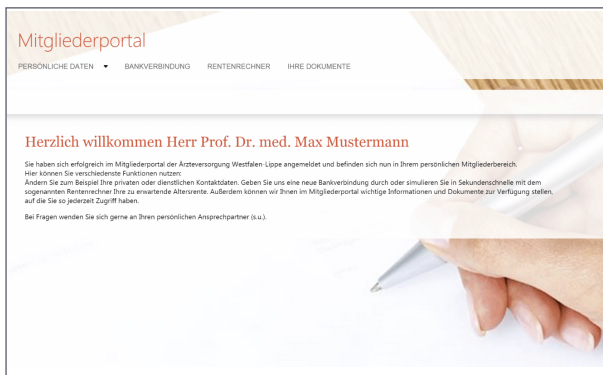 Mitgliederportal
PERSÖNLICHE DATEN BANKVERBINDUNG RENTENRECHNER IHRE DOKUMENTE
Herzlich willkommen Herr Prof. Dr. med. Max Mustermann
Sie haben sich erfolgreich im Mitgliederportal der Ärzteversorgung Westfalen-Lippe angemeldet und befinden sich nun in Ihrem persönlichen Mitgliederbereich.
Hier können Sie verschiedenste Funktionen nutzen:
Ändern Sie zum Beispiel Ihre privaten oder dienstlichen Kontaktdaten. Geben Sie uns eine neue Bankverbindung durch oder simulieren Sie in Sekundenschnelle mit dem
sogenannten Rentenrechner Ihre zu erwartende Altersrente. Außerdem können wir Ihnen im Mitgliederportal wichtige Informationen und Dokumente zur Verfügung stellen,
auf die Sie so jederzeit Zugriff haben.
Bei Fragen wenden Sie sich gerne an Ihren persönlichen Ansprechpartner (s.u.).